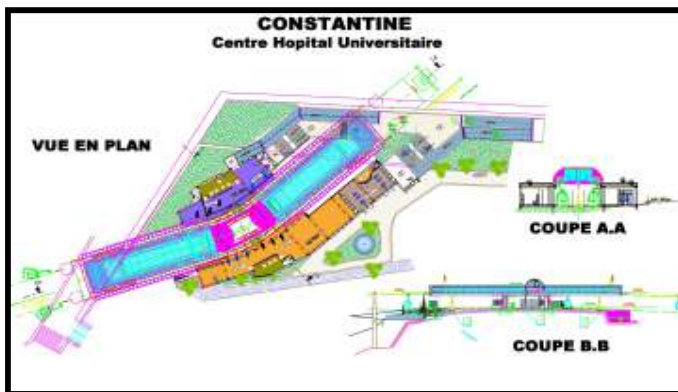 CONSTANTINE
Centre Hopital Universitaire
VUE EN PLAN
COUPE A.A
COUPE B.B